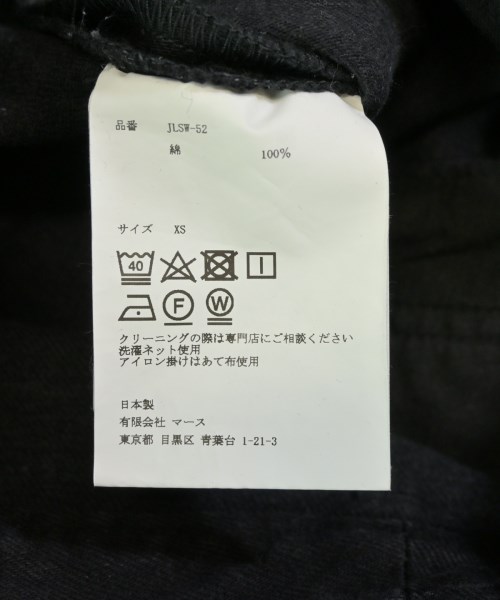 品番 JLSW-52
綿 100%
サイズ XS
40
F W
クリーニングの際は専門店にご相談ください
洗濯ネット使用
アイロン掛けはあて布使用
日本製
有限会社 マース
東京都 目黒区 青葉台 1-21-3